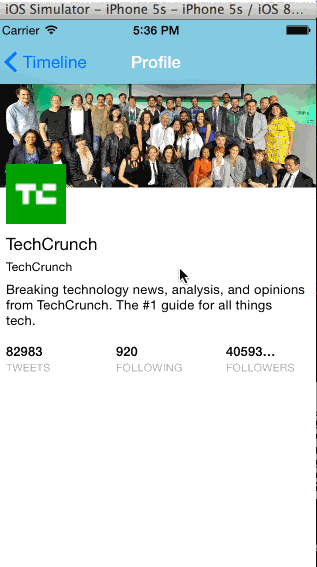 iOS Simulator – iPhone 5s – iPhone 5s / iOS 8...
Carrier 5:36 PM
Timeline Profile
TC
TechCrunch
TechCrunch
Breaking technology news, analysis, and opinions
from TechCrunch. The #1 guide for all things
tech.
82983 920 40593...
TWEETS FOLLOWING FOLLOWERS